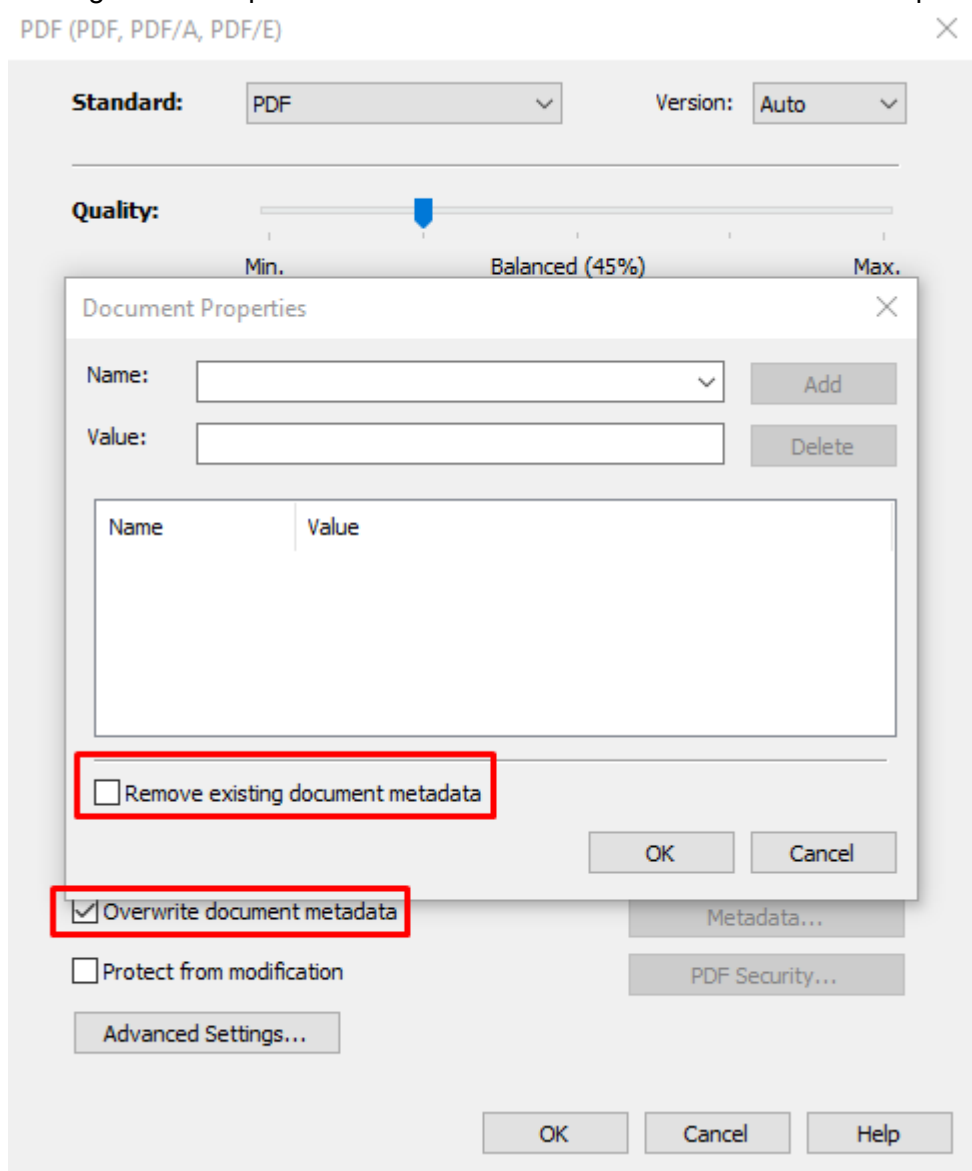 PDF (PDF, PDF/A, PDF/E)
Standard: PDF Version: Auto
Quality:
Min. Balanced (45%) Max.
Document Properties
Name: Add
Value: Delete
Name Value
Remove existing document metadata
OK Cancel
Overwrite document metadata Metadata...
Protect from modification PDF Security...
Advanced Settings...
OK Cancel Help